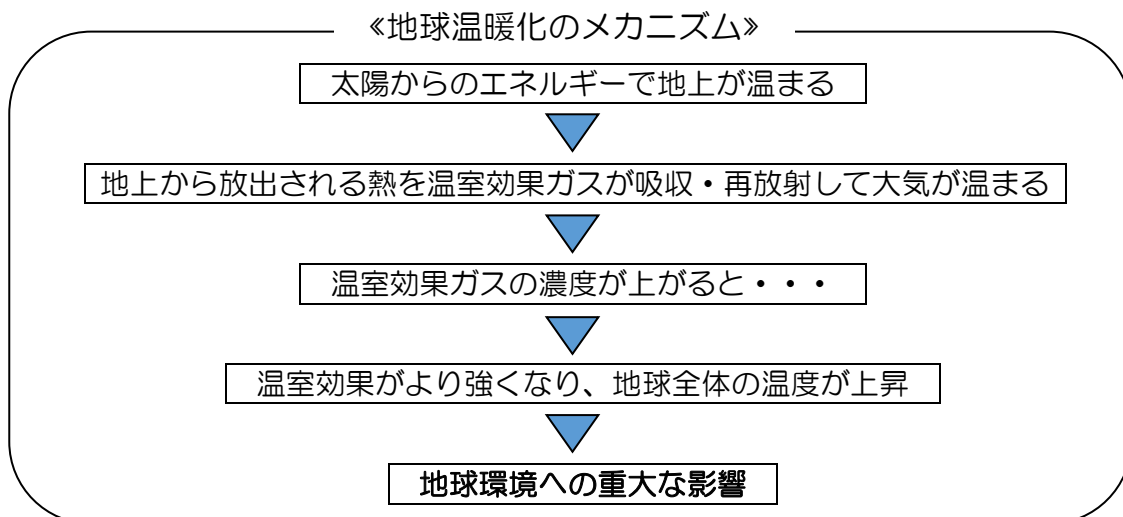 ≪地球温暖化のメカニズム≫
太陽からのエネルギーで地上が温まる
地上から放出される熱を温室効果ガスが吸収・再放射して大気が温まる
温室効果ガスの濃度が上がると・・・
温室効果がより強くなり、地球全体の温度が上昇
地球環境への重大な影響